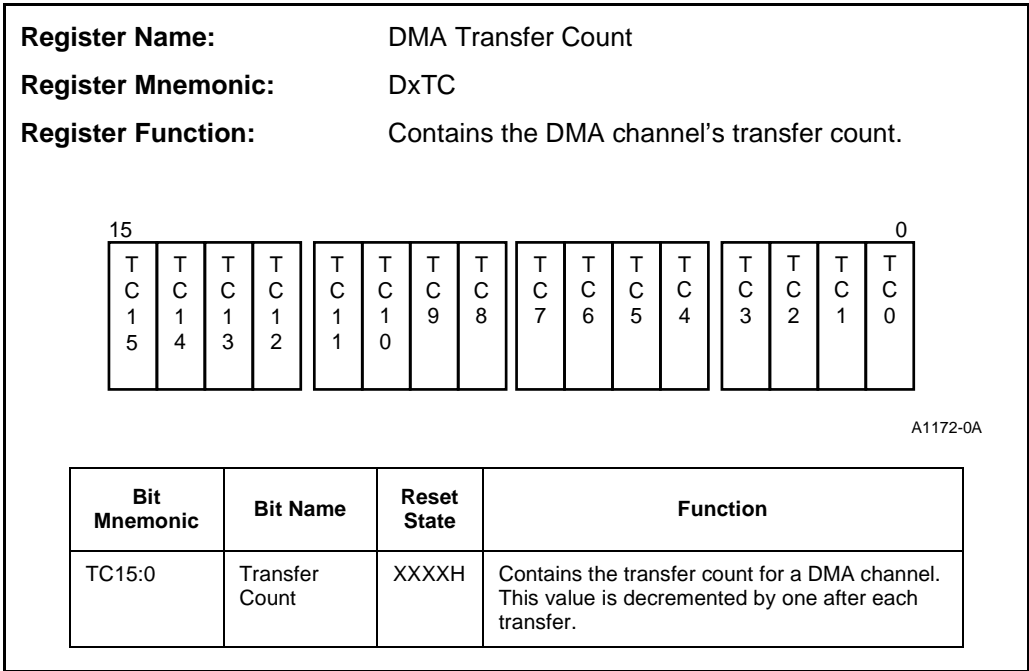 Register Name: DMA Transfer Count
Register Mnemonic: DxTC
Register Function: Contains the DMA channel's transfer count.
15 0
TC15 TC14 TC13 TC12 TC11 TC10 TC9 TC8 TC7 TC6 TC5 TC4 TC3 TC2 TC1 TC0
A1172-0A
Bit Mnemonic Bit Name Reset State Function
TC15:0 Transfer Count XXXXH Contains the transfer count for a DMA channel.
This value is decremented by one after each
transfer.